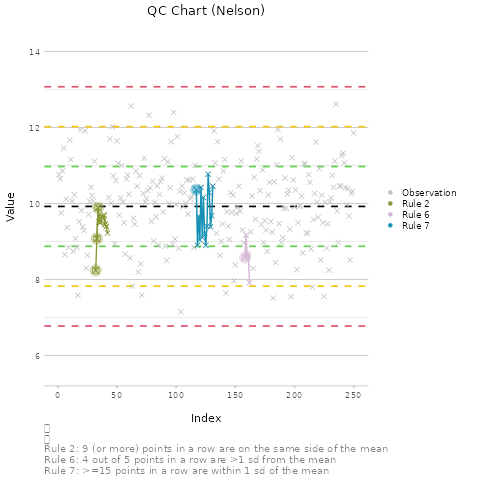 QC Chart (Nelson)
14
12
10
8
6
Value
0
50
100
150
200
250
Index
Observation
Rule 2
Rule 6
Rule 7
Rule 2: 9 (or more) points in a row are on the same side of the mean
Rule 6: 4 out of 5 points in a row are >1 sd from the mean
Rule 7: >=15 points in a row are within 1 sd of the mean